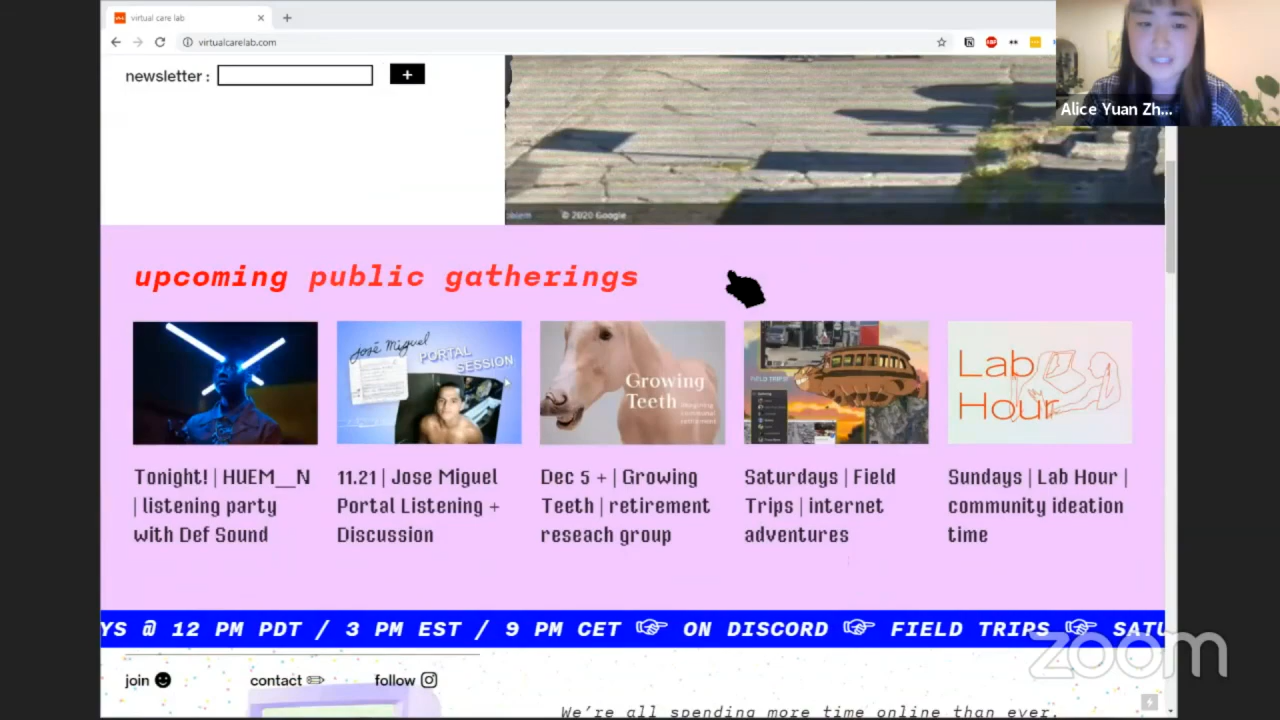 virtual care lab
virtualcarelab.com
newsletter :
+
Alice Yuan Zh...
© 2020 Google
upcoming public gatherings
José Miguel
PORTAL
SESSION
Growing
Teeth
FIELD TRIPS
Lab
Hour
Tonight! | HUEM__N
| listening party
with Def Sound
11.21 | Jose Miguel
Portal Listening +
Discussion
Dec 5 + | Growing
Teeth | retirement
reseach group
Saturdays | Field
Trips | internet
adventures
Sundays | Lab Hour |
community ideation
time
YS @ 12 PM PDT / 3 PM EST / 9 PM CET ON DISCORD FIELD TRIPS SATU
zoom
join
contact
follow
We're all spending more time online than ever.